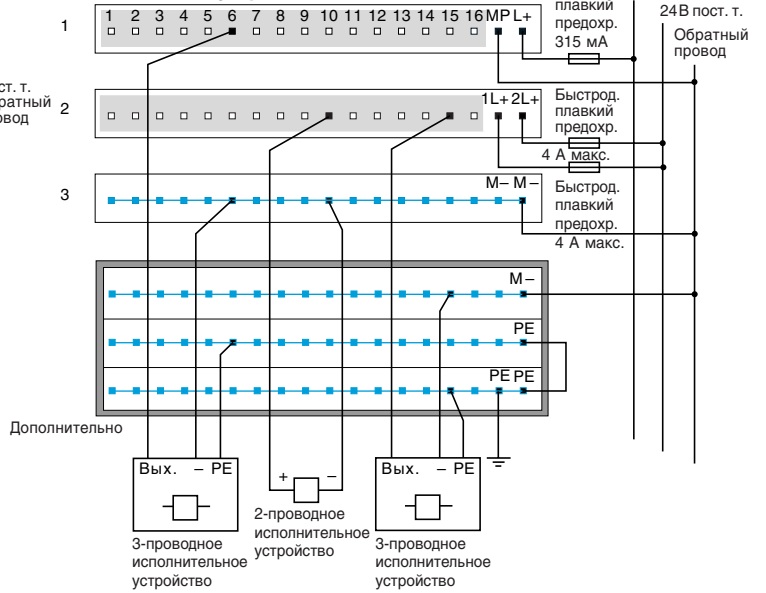 плавкий
предохр.
315 мА
24В пост. т.
Обратный
провод
1
1 2 3 4 5 6 7 8 9 10 11 12 13 14 15 16 MP L+
ст. т.
ратный
вод
2
1L+ 2L+
Быстрод.
плавкий
предохр.
4 А макс.
3
M– M–
Быстрод.
плавкий
предохр.
4 А макс.
M–
PE
PE PE
Дополнительно
Вых. – PE
+ –
Вых. – PE
2-проводное
исполнительное
устройство
3-проводное
исполнительное
устройство
3-проводное
исполнительное
устройство